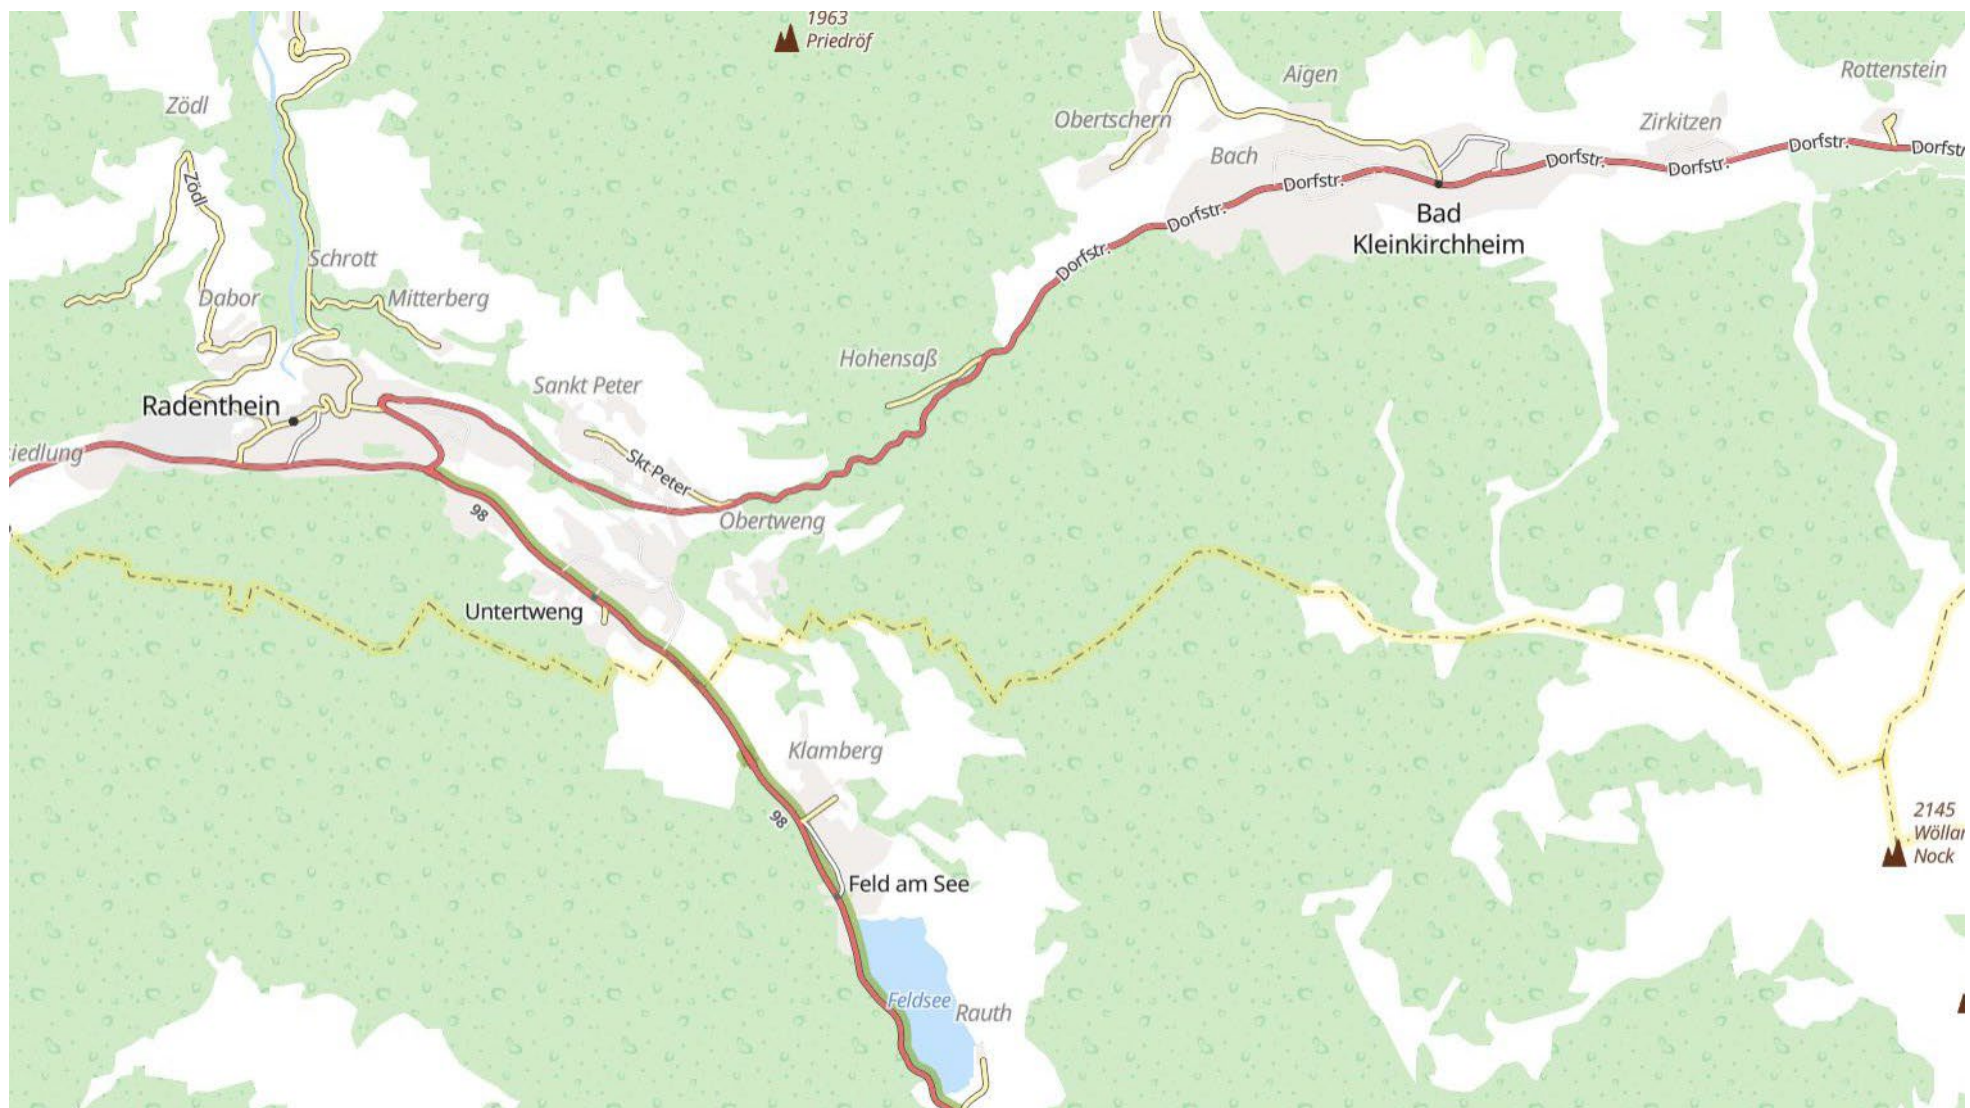 1963
Priedröf
Aigen
Rottenstein
Zödl
Obertschern
Zirkitzen
Bach
Dorfstr.
Dorfstr.
Dorfstr.
Dorfstr.
Dorfstr.
Dorfstr.
Dorfstr
Zödl
Bad
Kleinkirchheim
Schrott
Dabor
Mitterberg
Hohensaß
Sankt Peter
Radenthein
iedlung
Skt Peter
98
Obertweng
Untertweng
Klamberg
98
2145
Wöllan
Nock
Feld am See
Feldsee
Rauth